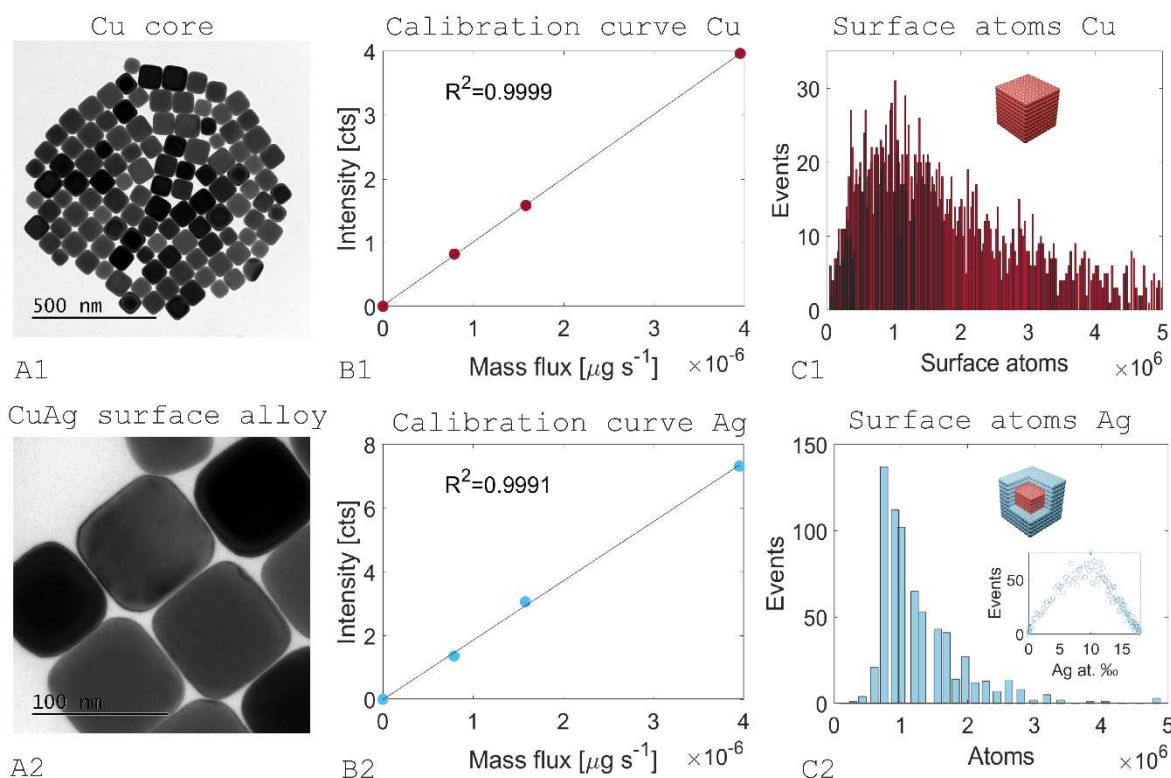 Cu core
500 nm
A1
Calibration curve Cu
R²=0.9999
Intensity [cts]
4
3
2
1
0
0
2
4
Mass flux [μg s⁻¹]
×10⁻⁶
B1
Surface atoms Cu
Events
30
20
10
0
0
1
2
3
4
5
Surface atoms
×10⁶
C1
CuAg surface alloy
100 nm
A2
Calibration curve Ag
R²=0.9991
Intensity [cts]
8
6
4
2
0
0
2
4
Mass flux [μg s⁻¹]
×10⁻⁶
B2
Surface atoms Ag
Events
150
100
50
0
0
1
2
3
4
5
Atoms
×10⁶
Events
50
0
0
5
10
15
Ag at. ‰
C2